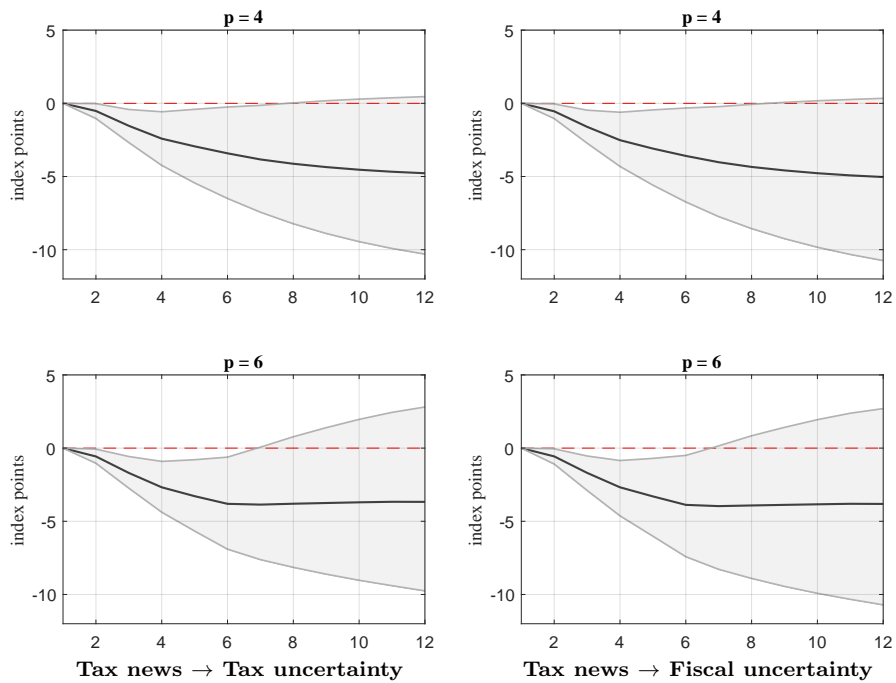 p = 4
5
0
-5
-10
index points
2 4 6 8 10 12
p = 4
5
0
-5
-10
index points
2 4 6 8 10 12
p = 6
5
0
-5
-10
index points
2 4 6 8 10 12
Tax news → Tax uncertainty
p = 6
5
0
-5
-10
index points
2 4 6 8 10 12
Tax news → Fiscal uncertainty